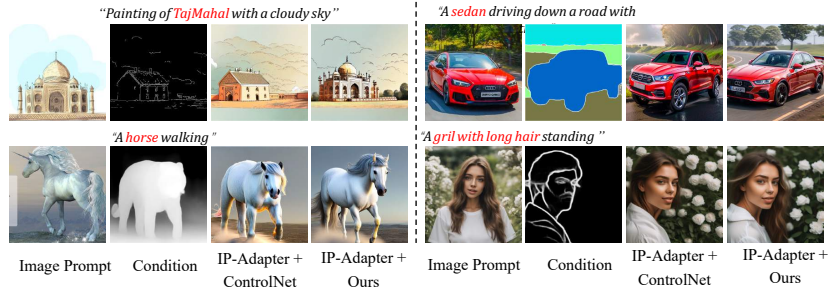 “Painting of TajMahal with a cloudy sky”
“A sedan driving down a road with
“A horse walking”
“A gril with long hair standing ”
Image Prompt
Condition
IP-Adapter +
ControlNet
IP-Adapter +
Ours
Image Prompt
Condition
IP-Adapter +
ControlNet
IP-Adapter +
Ours